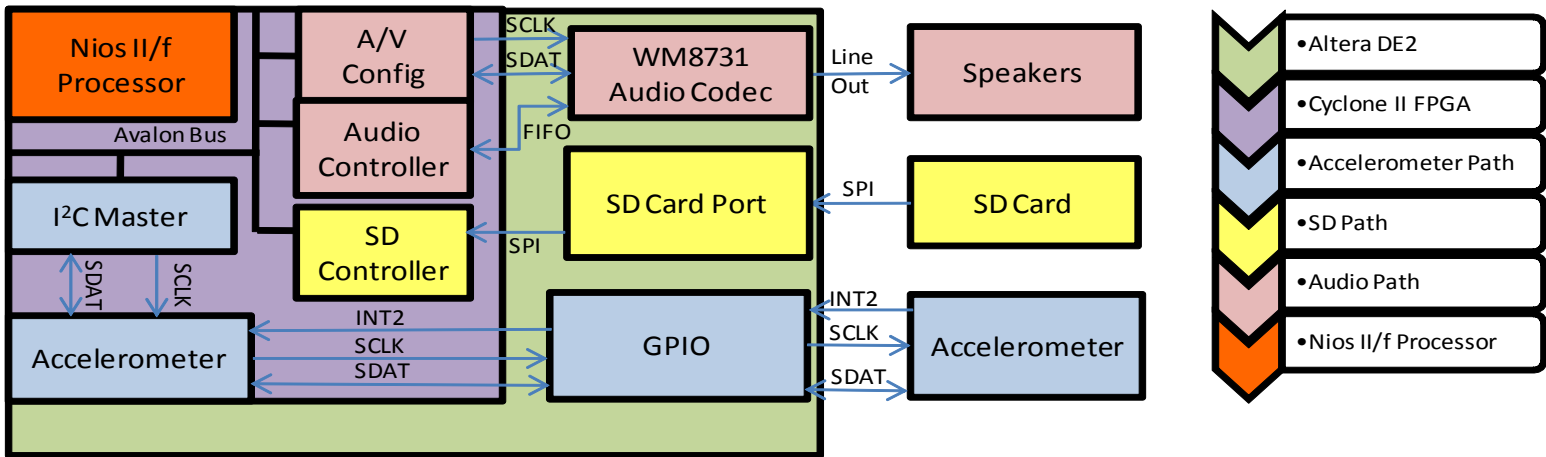 Nios II/f
Processor
A/V
Config
SCLK
SDAT
WM8731
Audio Codec
Line
Out
Speakers
Avalon Bus
Audio
Controller
FIFO
I²C Master
SD
Controller
SPI
SD Card Port
SPI
SD Card
SDAT
SCLK
Accelerometer
INT2
SCLK
SDAT
GPIO
INT2
SCLK
SDAT
Accelerometer
•Altera DE2
•Cyclone II FPGA
•Accelerometer Path
•SD Path
•Audio Path
•Nios II/f Processor